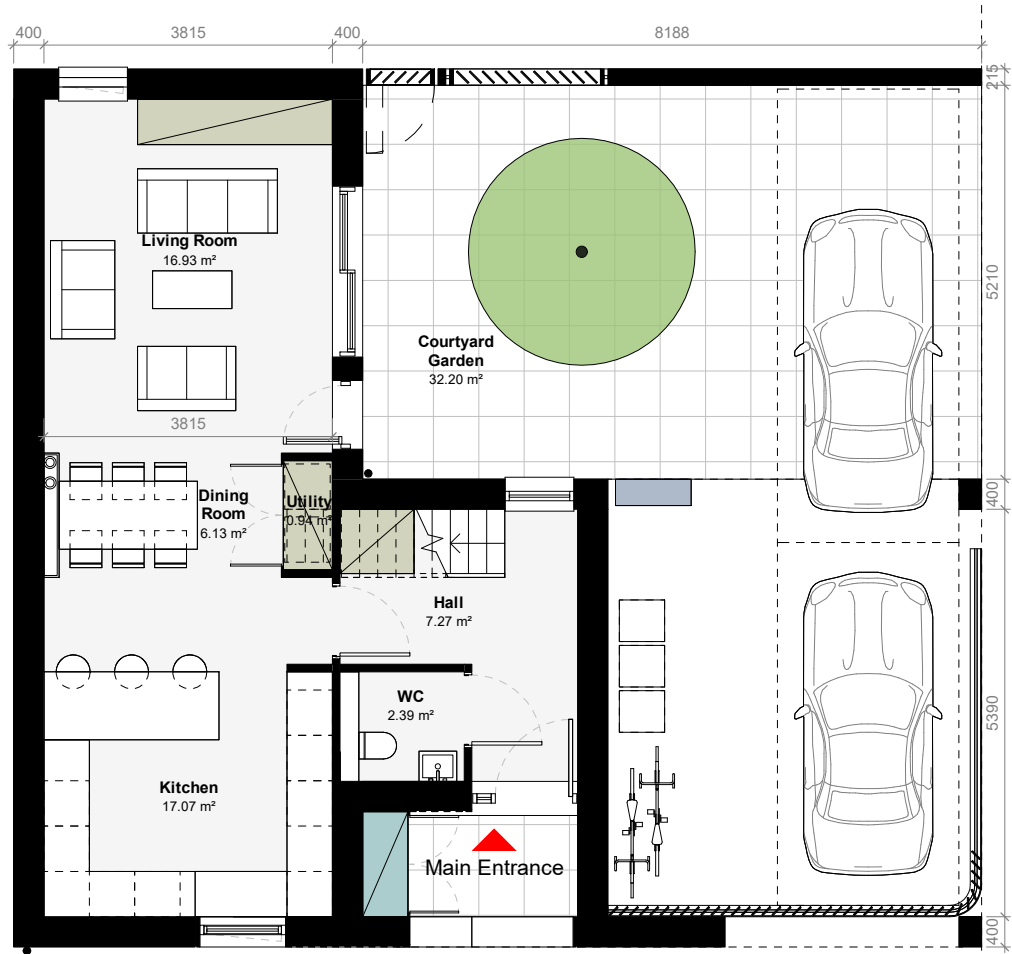 400
3815
400
8188
215
Living Room
16.93 m²
5210
Courtyard
Garden
32.20 m²
3815
Dining
Room
6.13 m²
Utility
0.94 m²
400
Hall
7.27 m²
WC
2.39 m²
5390
Kitchen
17.07 m²
Main Entrance
400